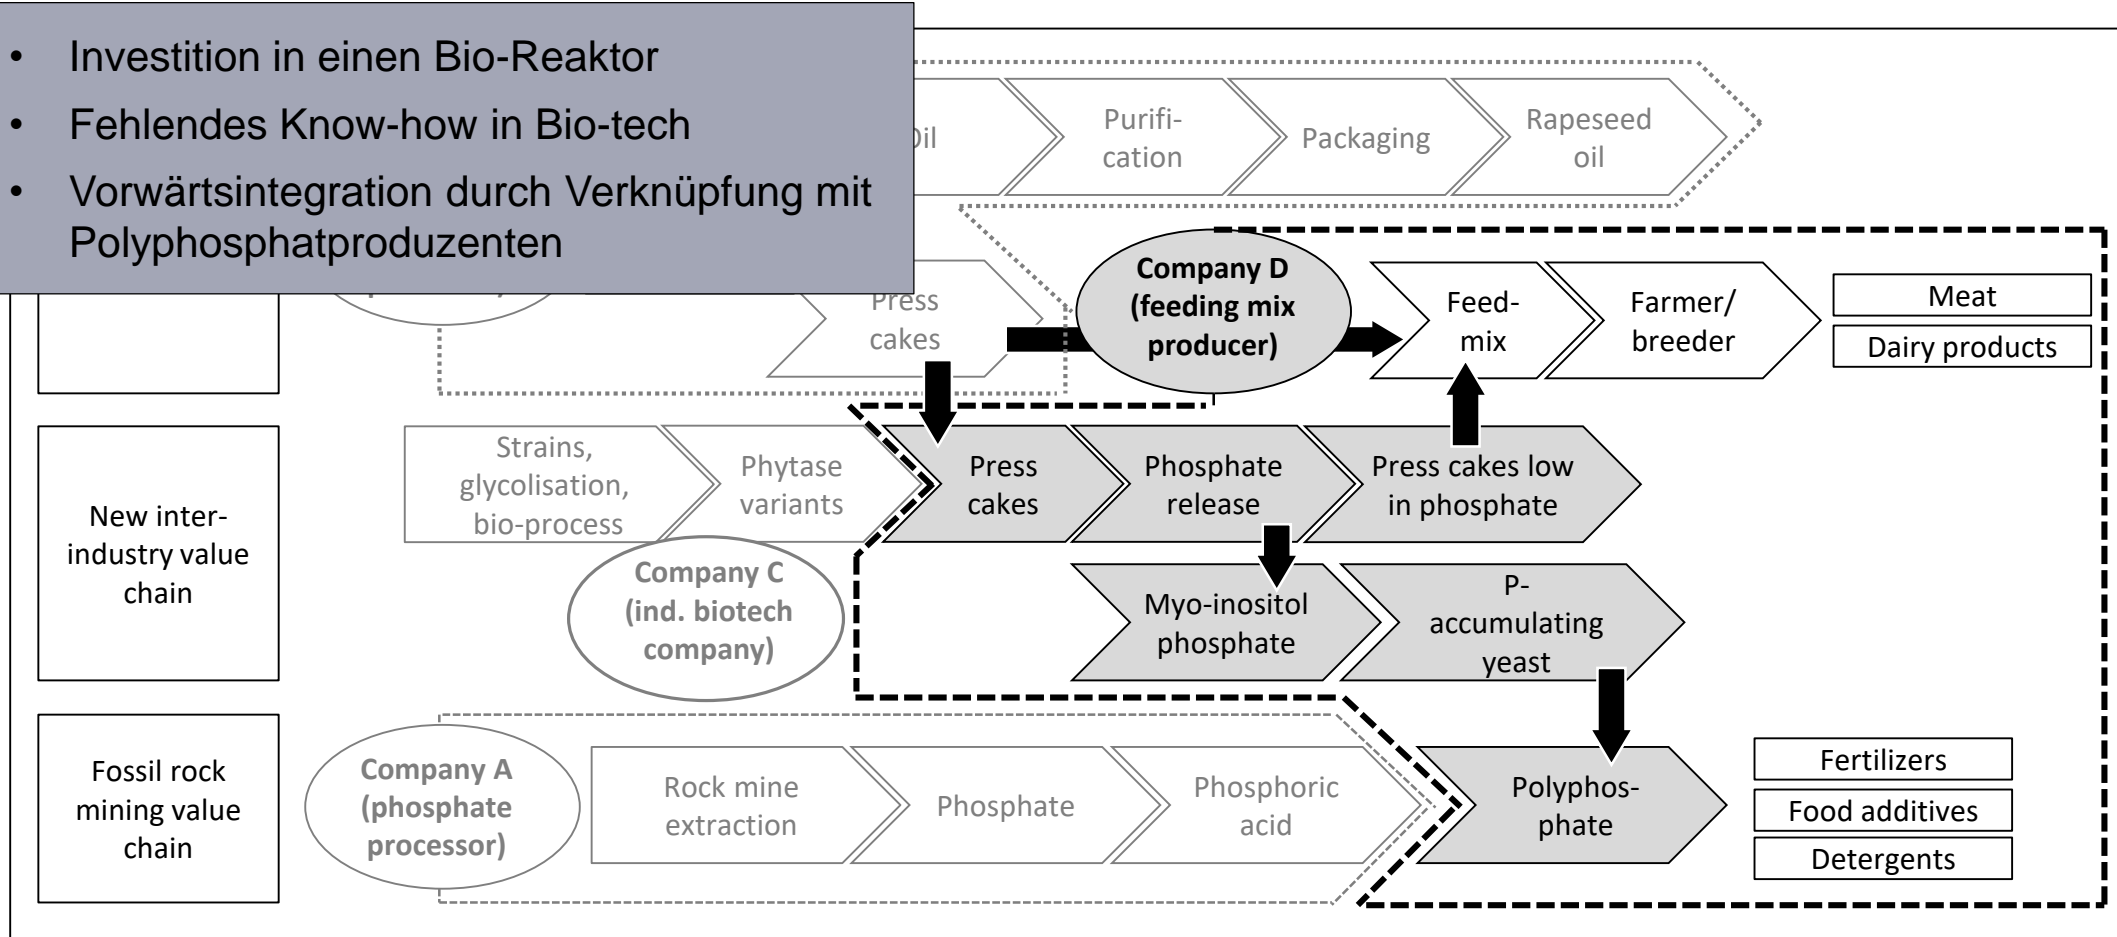 • Investition in einen Bio-Reaktor
• Fehlendes Know-how in Bio-tech
• Vorwärtsintegration durch Verknüpfung mit
Polyphosphatproduzenten
Purifi-
cation
Packaging
Rapeseed
oil
Press
cakes
Company D
(feeding mix
producer)
Feed-
mix
Farmer/
breeder
Meat
Dairy products
New inter-
industry value
chain
Strains,
glycolisation,
bio-process
Phytase
variants
Press
cakes
Phosphate
release
Press cakes low
in phosphate
Company C
(ind. biotech
company)
Myo-inositol
phosphate
P-
accumulating
yeast
Fossil rock
mining value
chain
Company A
(phosphate
processor)
Rock mine
extraction
Phosphate
Phosphoric
acid
Polyphos-
phate
Fertilizers
Food additives
Detergents